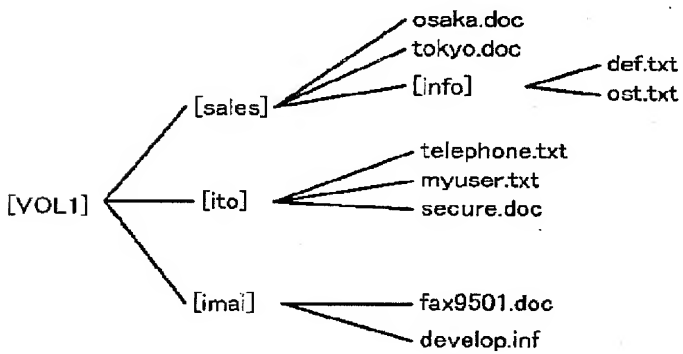 osaka.doc
tokyo.doc
def.txt
[info]
ost.txt
[sales]
telephone.txt
myuser.txt
[VOL1]
[ito]
secure.doc
[imai]
fax9501.doc
develop.inf